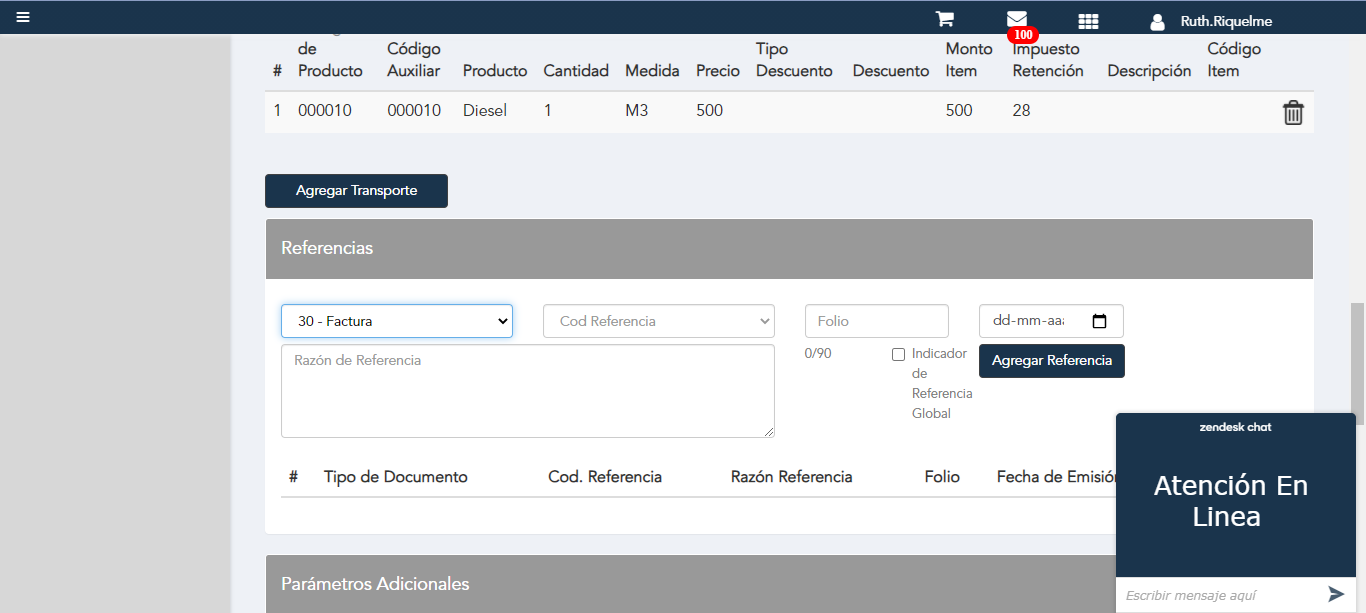 Ruth.Riquelme
100
# de Producto Código Auxiliar Producto Cantidad Medida Precio Tipo Descuento Descuento Monto Item Impuesto Retención Descripción Código Item
1 000010 000010 Diesel 1 M3 500 500 28
Agregar Transporte
Referencias
30 - Factura Cod Referencia Folio dd-mm-aaa
Razón de Referencia
0/90
Indicador
de
Referencia
Global
Agregar Referencia
# Tipo de Documento Cod. Referencia Razón Referencia Folio Fecha de Emisión
Parámetros Adicionales
zendesk chat
Atención En
Linea
Escribir mensaje aquí